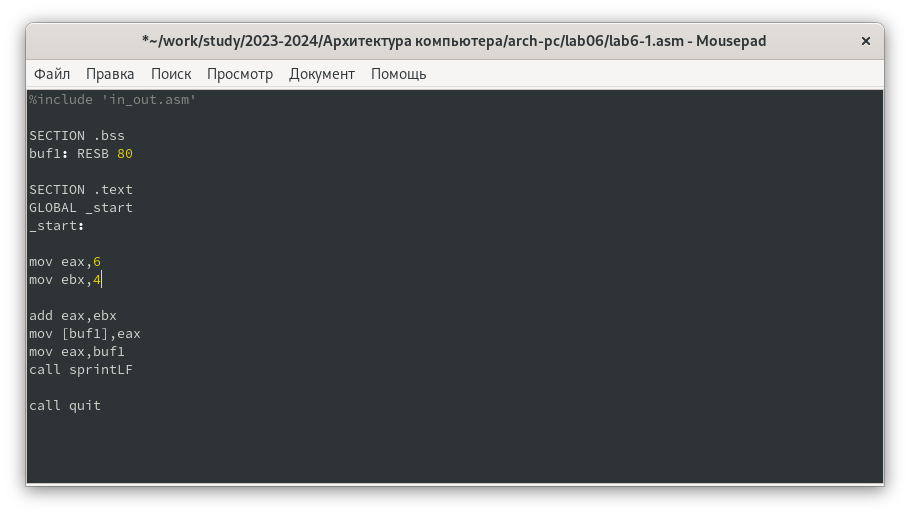 *~/work/study/2023-2024/Архитектура компьютера/arch-pc/lab06/lab6-1.asm - Mousepad ×
Файл Правка Поиск Просмотр Документ Помощь
%include 'in_out.asm'
SECTION .bss
buf1: RESB 80
SECTION .text
GLOBAL _start
_start:
mov eax,6
mov ebx,4
add eax,ebx
mov [buf1],eax
mov eax,buf1
call sprintLF
call quit